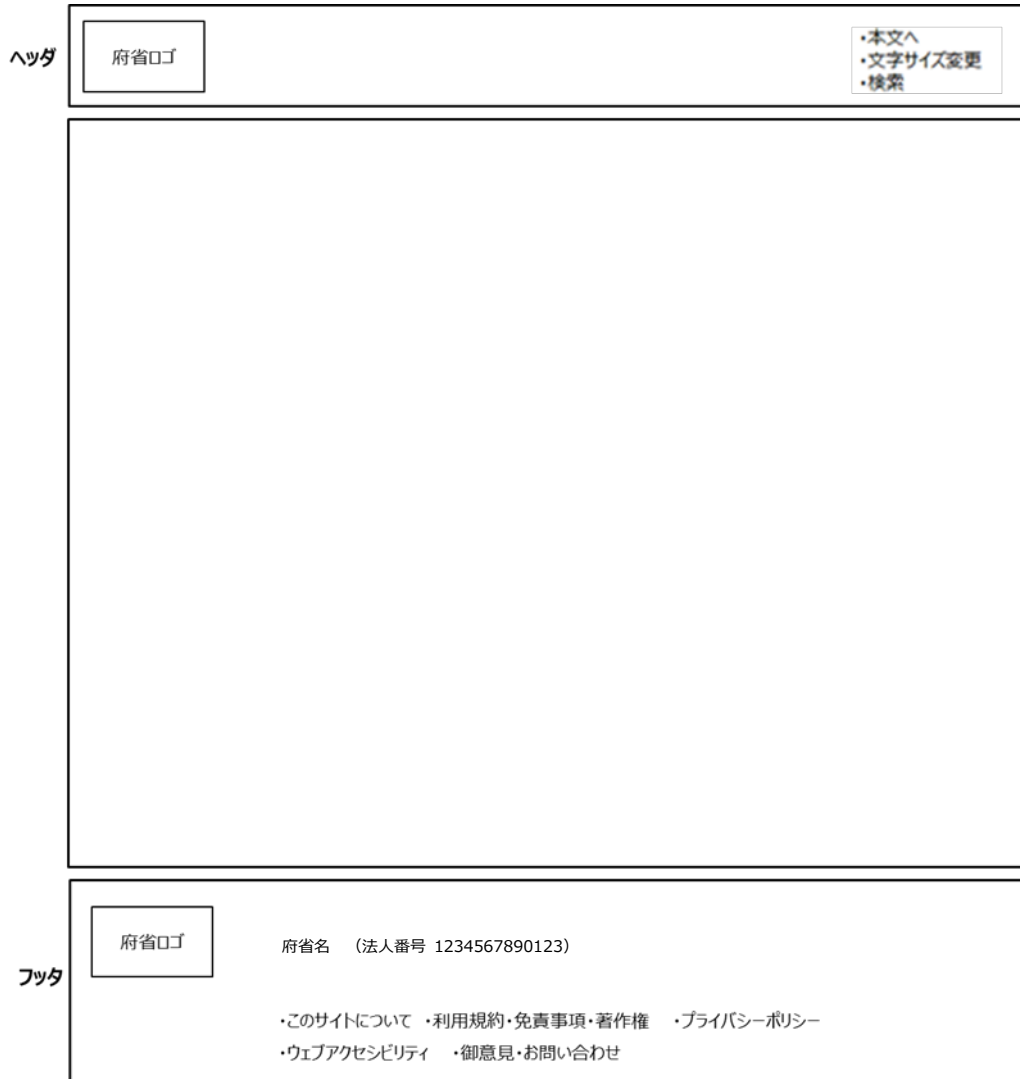 ヘッダ
府省ロゴ
・本文へ
・文字サイズ変更
・検索
フッタ
府省ロゴ
府省名 （法人番号 1234567890123）
・このサイトについて ・利用規約・免責事項・著作権 ・プライバシーポリシー
・ウェブアクセシビリティ ・御意見・お問い合わせ